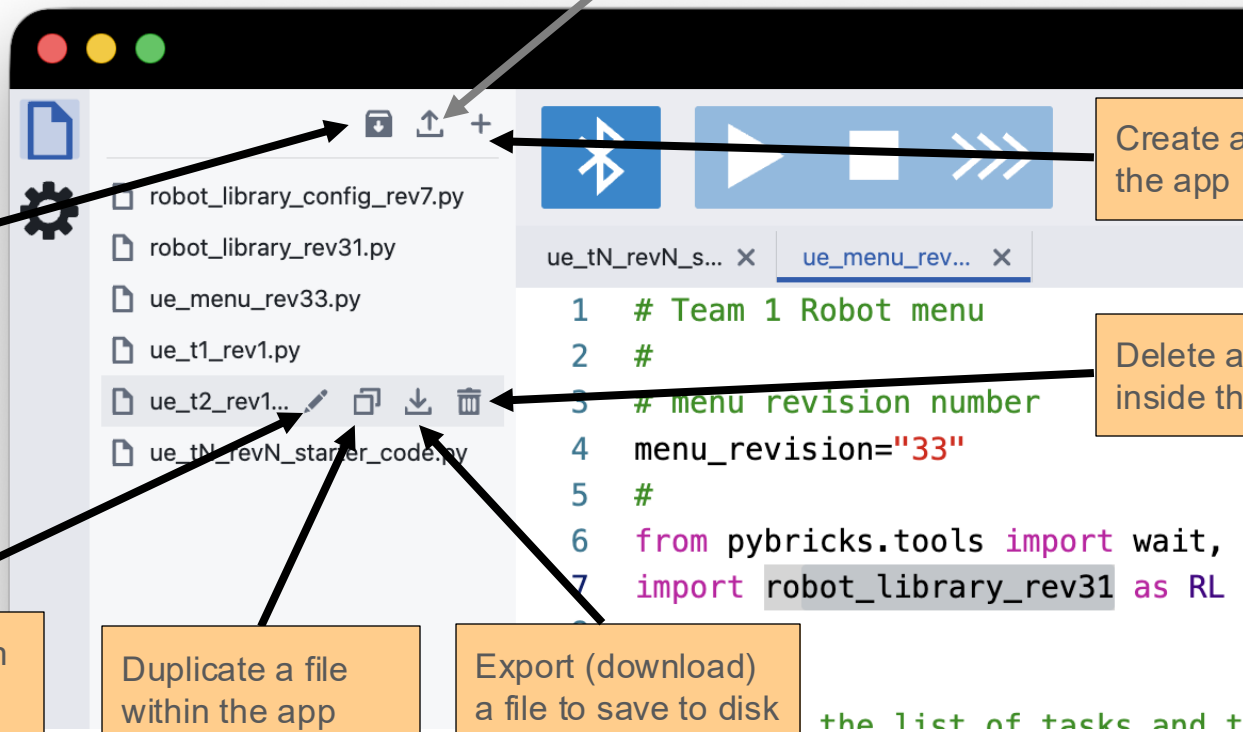 Create a
the app
robot_library_config_rev7.py
robot_library_rev31.py
ue_menu_rev33.py
ue_t1_rev1.py
ue_t2_rev1...
ue_tN_revN_starter_code.py
ue_tN_revN_s...
ue_menu_rev...
1 # Team 1 Robot menu
2 #
3 # menu revision number
4 menu_revision="33"
5 #
6 from pybricks.tools import wait,
7 import robot_library_rev31 as RL
Delete a
inside th
Duplicate a file
within the app
Export (download)
a file to save to disk
the list of tasks and t